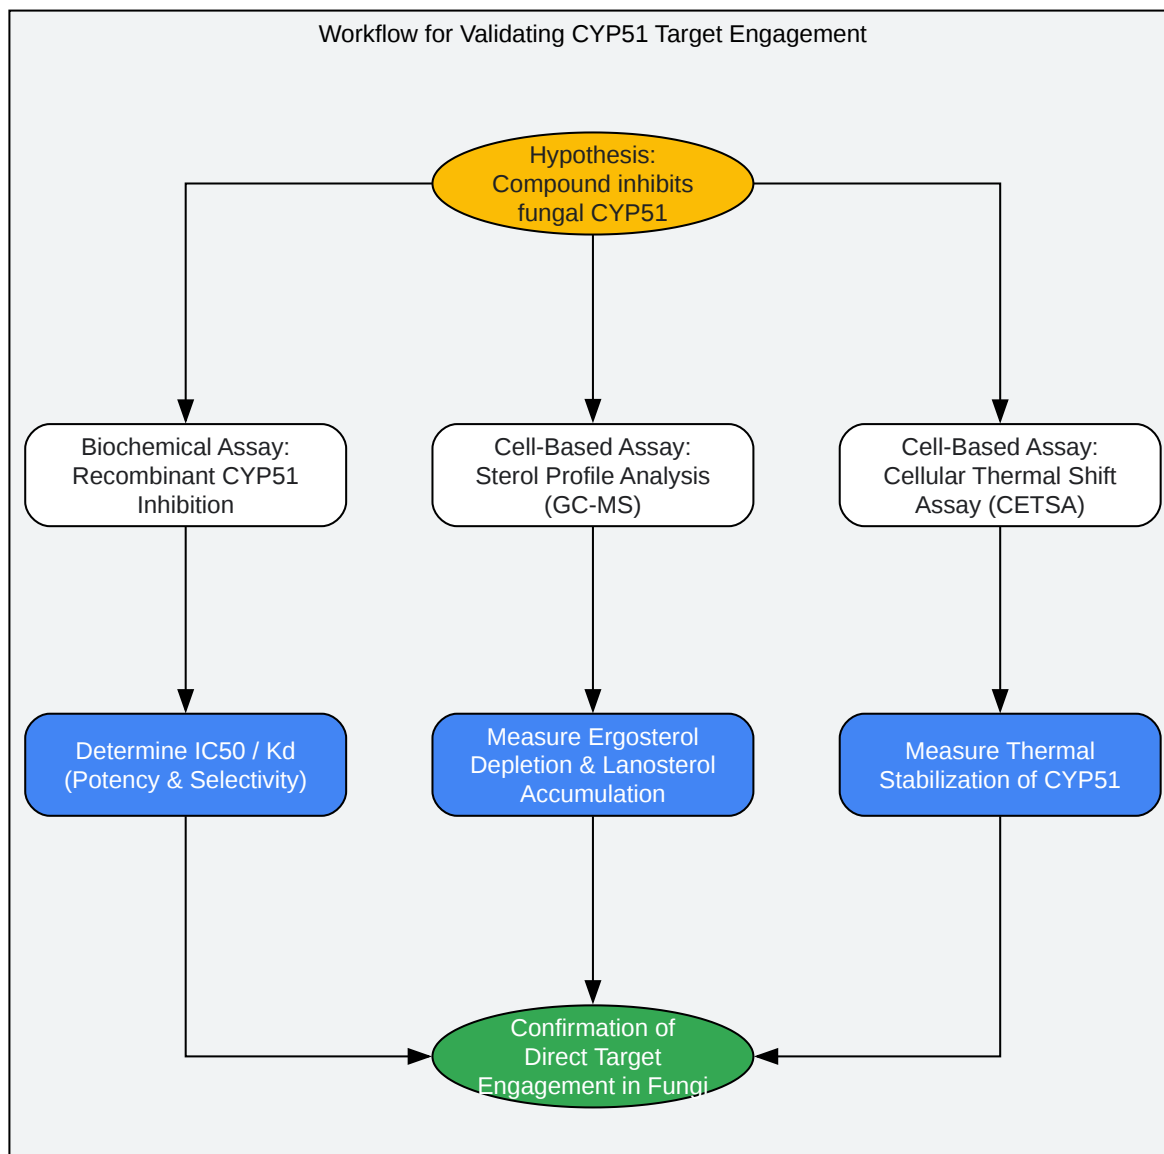 Workflow for Validating CYP51 Target Engagement
Hypothesis:
Compound inhibits
fungal CYP51
Biochemical Assay:
Recombinant CYP51
Inhibition
Cell-Based Assay:
Sterol Profile Analysis
(GC-MS)
Cell-Based Assay:
Cellular Thermal Shift
Assay (CETSA)
Determine IC50 / Kd
(Potency & Selectivity)
Measure Ergosterol
Depletion & Lanosterol
Accumulation
Measure Thermal
Stabilization of CYP51
Confirmation of
Direct Target
Engagement in Fungi